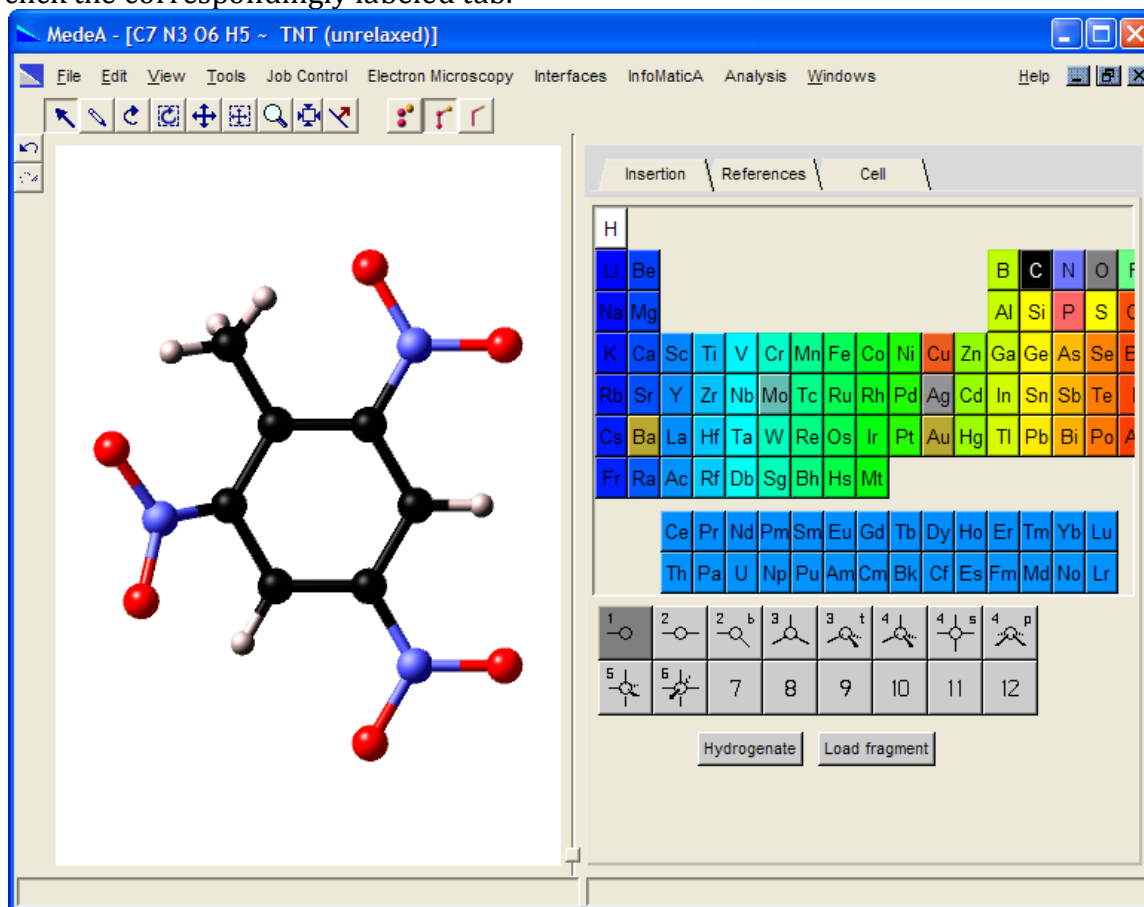 click the correspondingly labeled tab.
MedeA - [C7 N3 O6 H5 ~ TNT (unrelaxed)]
File Edit View Tools Job Control Electron Microscopy Interfaces InfoMaticA Analysis Windows Help
Insertion References Cell
H
Li Be B C N O F
Na Mg Al Si P S
K Ca Sc Ti V Cr Mn Fe Co Ni Cu Zn Ga Ge As Se
Rb Sr Y Zr Nb Mo Tc Ru Rh Pd Ag Cd In Sn Sb Te I
Cs Ba La Hf Ta W Re Os Ir Pt Au Hg Tl Pb Bi Po
Fr Ra Ac Rf Db Sg Bh Hs Mt
Ce Pr Nd Pm Sm Eu Gd Tb Dy Ho Er Tm Yb Lu
Th Pa U Np Pu Am Cm Bk Cf Es Fm Md No Lr
1 2 2 b 3 3 t 4 4 s 4 p
5 6 7 8 9 10 11 12
Hydrogenate Load fragment